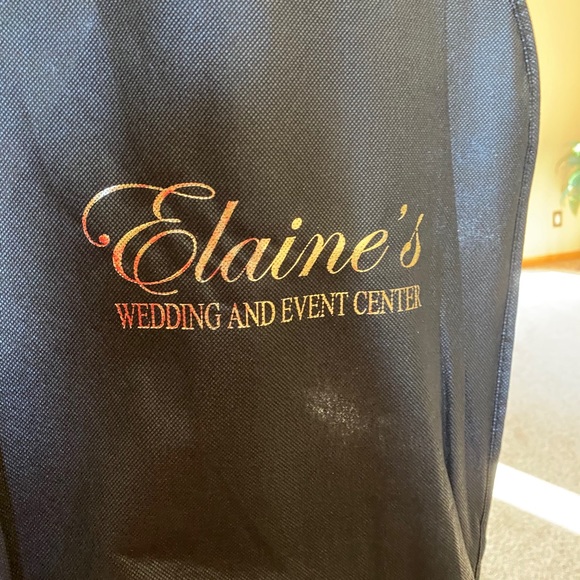 Elaine's
WEDDING AND EVENT CENTER